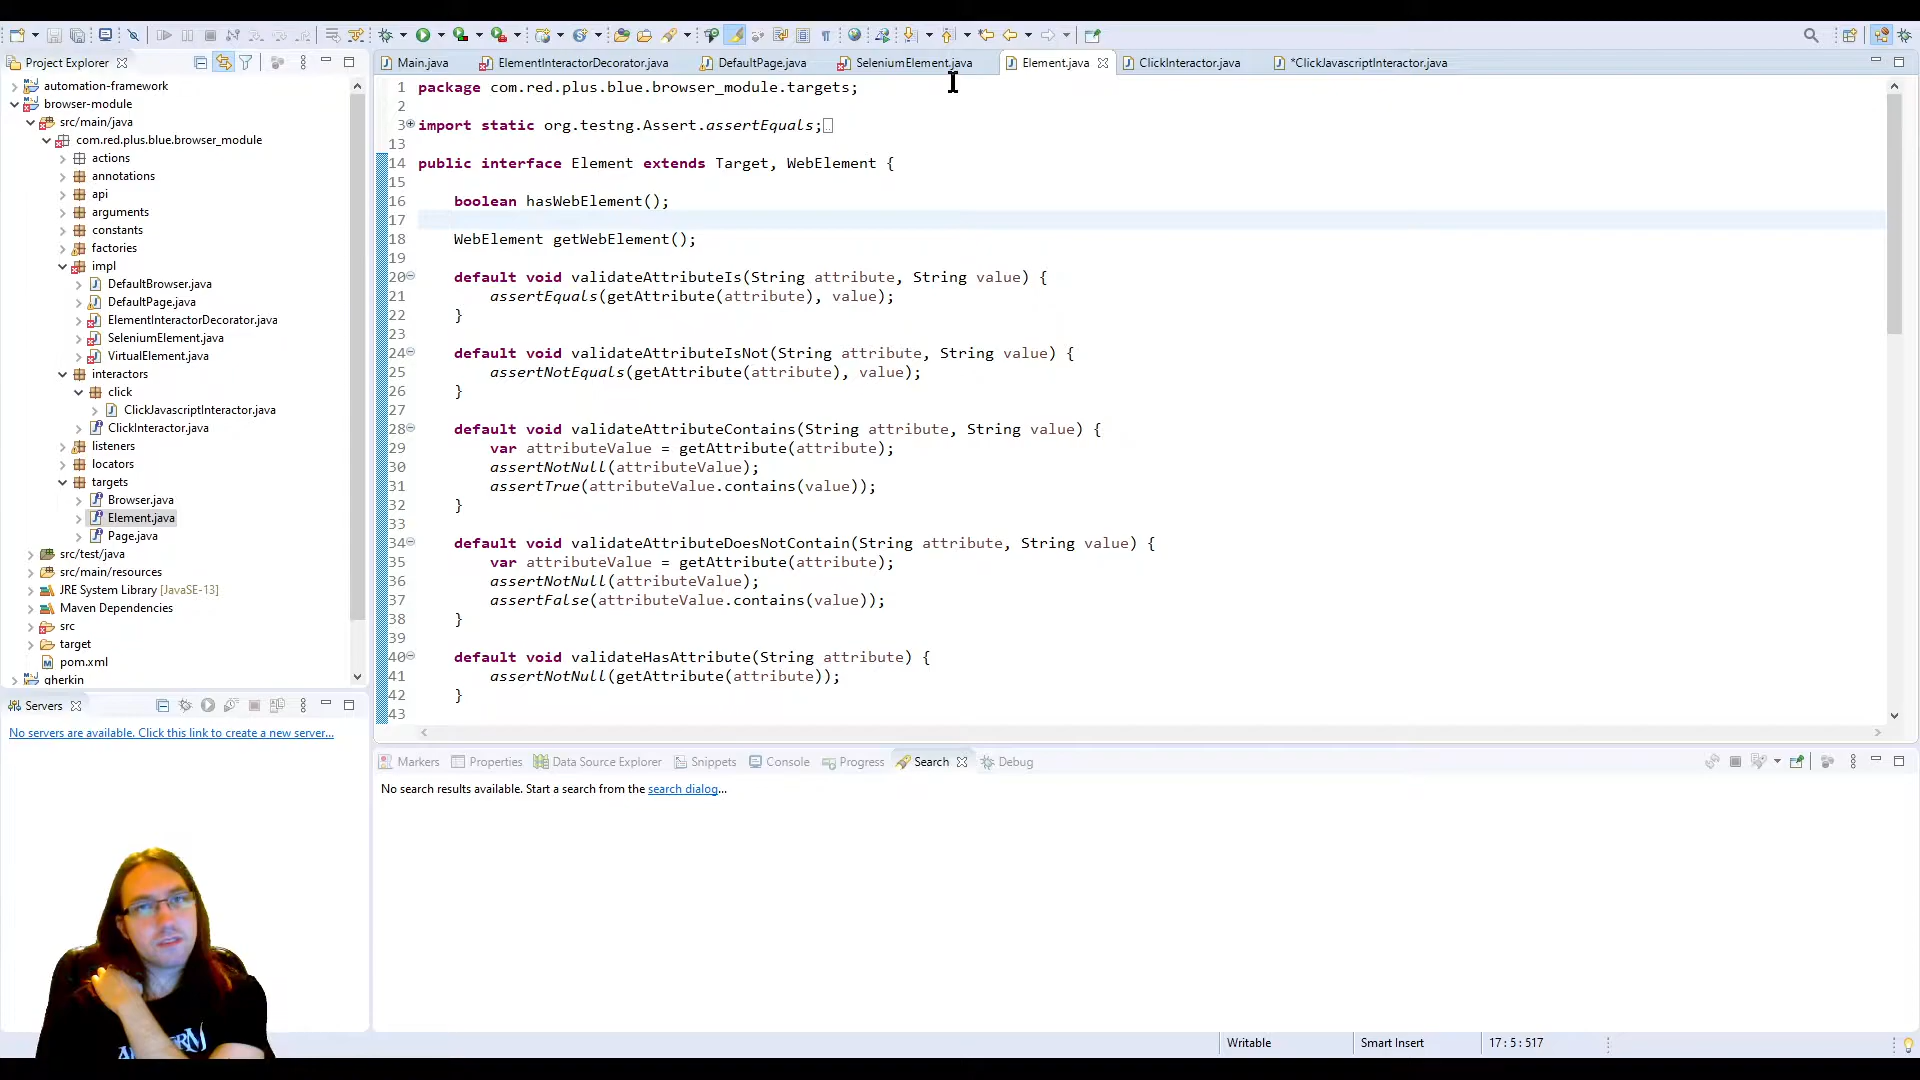 Project Explorer
automation-framework
browser-module
src/main/java
com.red.plus.blue.browser_module
actions
annotations
api
arguments
constants
factories
impl
DefaultBrowser.java
DefaultPage.java
ElementInteractorDecorator.java
SeleniumElement.java
VirtualElement.java
interactors
click
ClickJavascriptInteractor.java
ClickInteractor.java
listeners
locators
targets
Browser.java
Element.java
Page.java
src/test/java
src/main/resources
JRE System Library [JavaSE-13]
Maven Dependencies
src
target
pom.xml
gherkin
Servers
No servers are available. Click this link to create a new server...
Main.java ElementInteractorDecorator.java DefaultPage.java SeleniumElement.java Element.java ClickInteractor.java *ClickJavascriptInteractor.java
1 package com.red.plus.blue.browser_module.targets;
2
3 import static org.testng.Assert.assertEquals;
13
14 public interface Element extends Target, WebElement {
15
16 boolean hasWebElement();
17
18 WebElement getWebElement();
19
20 default void validateAttributeIs(String attribute, String value) {
21 assertEquals(getAttribute(attribute), value);
22 }
23
24 default void validateAttributeIsNot(String attribute, String value) {
25 assertNotEquals(getAttribute(attribute), value);
26 }
27
28 default void validateAttributeContains(String attribute, String value) {
29 var attributeValue = getAttribute(attribute);
30 assertNotNull(attributeValue);
31 assertTrue(attributeValue.contains(value));
32 }
33
34 default void validateAttributeDoesNotContain(String attribute, String value) {
35 var attributeValue = getAttribute(attribute);
36 assertNotNull(attributeValue);
37 assertFalse(attributeValue.contains(value));
38 }
39
40 default void validateHasAttribute(String attribute) {
41 assertNotNull(getAttribute(attribute));
42 }
43
Markers Properties Data Source Explorer Snippets Console Progress Search Debug
No search results available. Start a search from the search dialog...
Writable Smart Insert 17:5:517